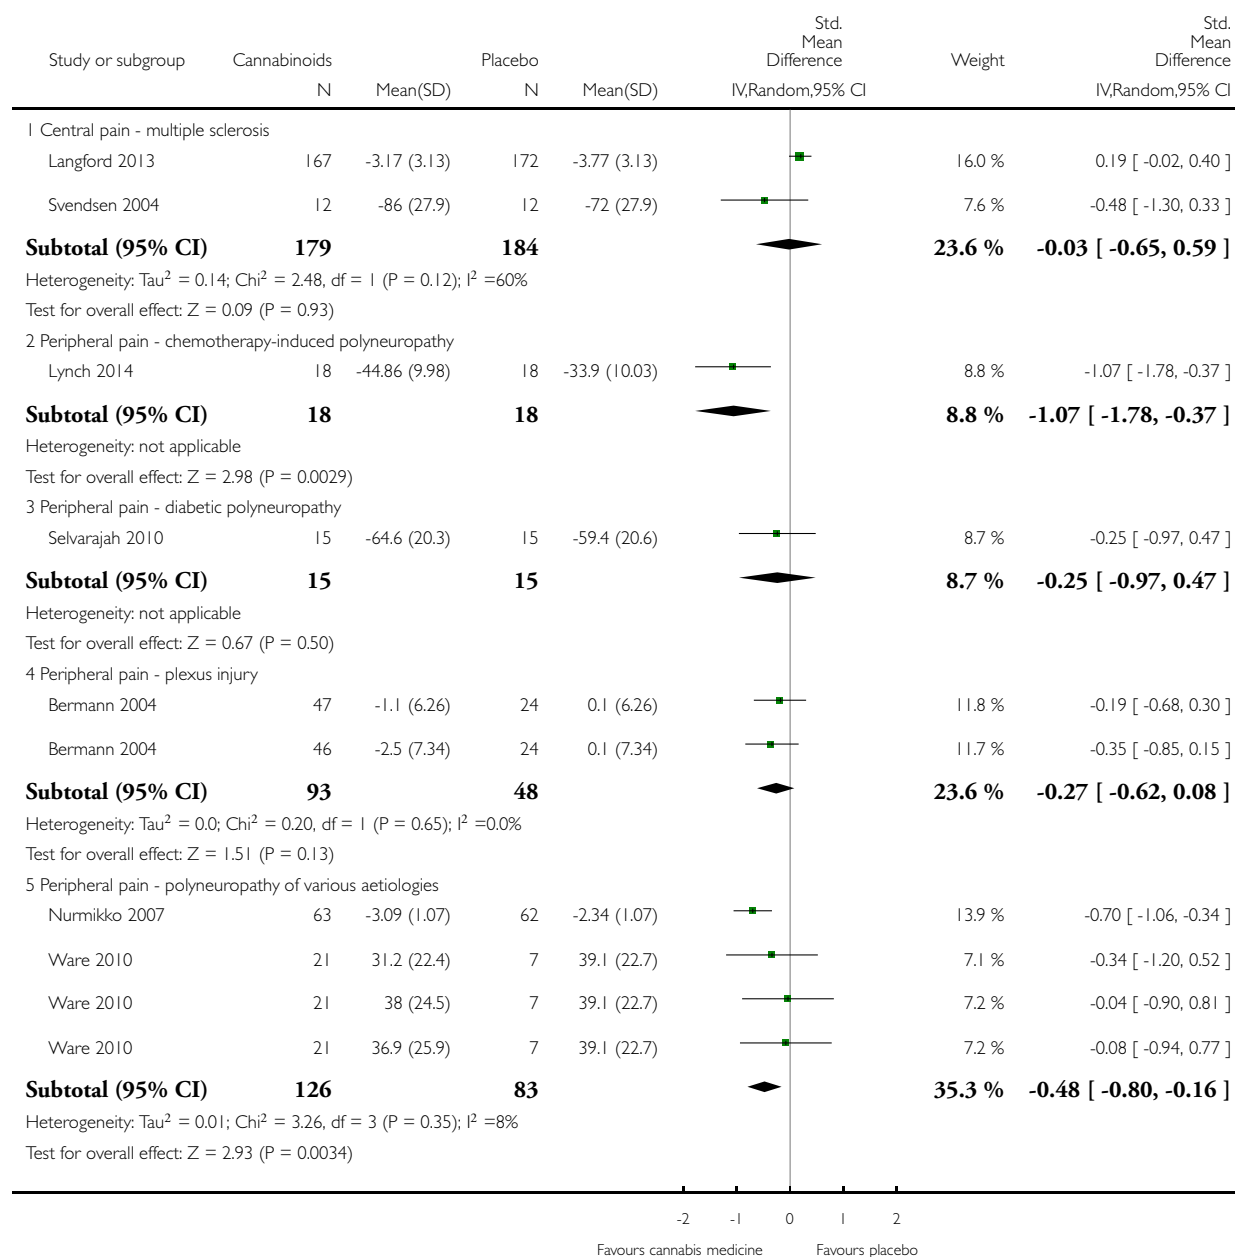 Std. Mean Difference Std. Mean Difference
Study or subgroup Cannabinoids Placebo Weight
N Mean(SD) N Mean(SD) IV,Random,95% CI IV,Random,95% CI
1 Central pain - multiple sclerosis
Langford 2013 167 -3.17 (3.13) 172 -3.77 (3.13) 16.0 % 0.19 [ -0.02, 0.40 ]
Svendsen 2004 12 -86 (27.9) 12 -72 (27.9) 7.6 % -0.48 [ -1.30, 0.33 ]
Subtotal (95% CI) 179 184 23.6 % -0.03 [ -0.65, 0.59 ]
Heterogeneity: Tau² = 0.14; Chi² = 2.48, df = 1 (P = 0.12); I² =60%
Test for overall effect: Z = 0.09 (P = 0.93)
2 Peripheral pain - chemotherapy-induced polyneuropathy
Lynch 2014 18 -44.86 (9.98) 18 -33.9 (10.03) 8.8 % -1.07 [ -1.78, -0.37 ]
Subtotal (95% CI) 18 18 8.8 % -1.07 [ -1.78, -0.37 ]
Heterogeneity: not applicable
Test for overall effect: Z = 2.98 (P = 0.0029)
3 Peripheral pain - diabetic polyneuropathy
Selvarajah 2010 15 -64.6 (20.3) 15 -59.4 (20.6) 8.7 % -0.25 [ -0.97, 0.47 ]
Subtotal (95% CI) 15 15 8.7 % -0.25 [ -0.97, 0.47 ]
Heterogeneity: not applicable
Test for overall effect: Z = 0.67 (P = 0.50)
4 Peripheral pain - plexus injury
Bermann 2004 47 -1.1 (6.26) 24 0.1 (6.26) 11.8 % -0.19 [ -0.68, 0.30 ]
Bermann 2004 46 -2.5 (7.34) 24 0.1 (7.34) 11.7 % -0.35 [ -0.85, 0.15 ]
Subtotal (95% CI) 93 48 23.6 % -0.27 [ -0.62, 0.08 ]
Heterogeneity: Tau² = 0.0; Chi² = 0.20, df = 1 (P = 0.65); I² =0.0%
Test for overall effect: Z = 1.51 (P = 0.13)
5 Peripheral pain - polyneuropathy of various aetiologies
Nurmikko 2007 63 -3.09 (1.07) 62 -2.34 (1.07) 13.9 % -0.70 [ -1.06, -0.34 ]
Ware 2010 21 31.2 (22.4) 7 39.1 (22.7) 7.1 % -0.34 [ -1.20, 0.52 ]
Ware 2010 21 38 (24.5) 7 39.1 (22.7) 7.2 % -0.04 [ -0.90, 0.81 ]
Ware 2010 21 36.9 (25.9) 7 39.1 (22.7) 7.2 % -0.08 [ -0.94, 0.77 ]
Subtotal (95% CI) 126 83 35.3 % -0.48 [ -0.80, -0.16 ]
Heterogeneity: Tau² = 0.01; Chi² = 3.26, df = 3 (P = 0.35); I² =8%
Test for overall effect: Z = 2.93 (P = 0.0034)
-2 -1 0 1 2
Favours cannabis medicine Favours placebo